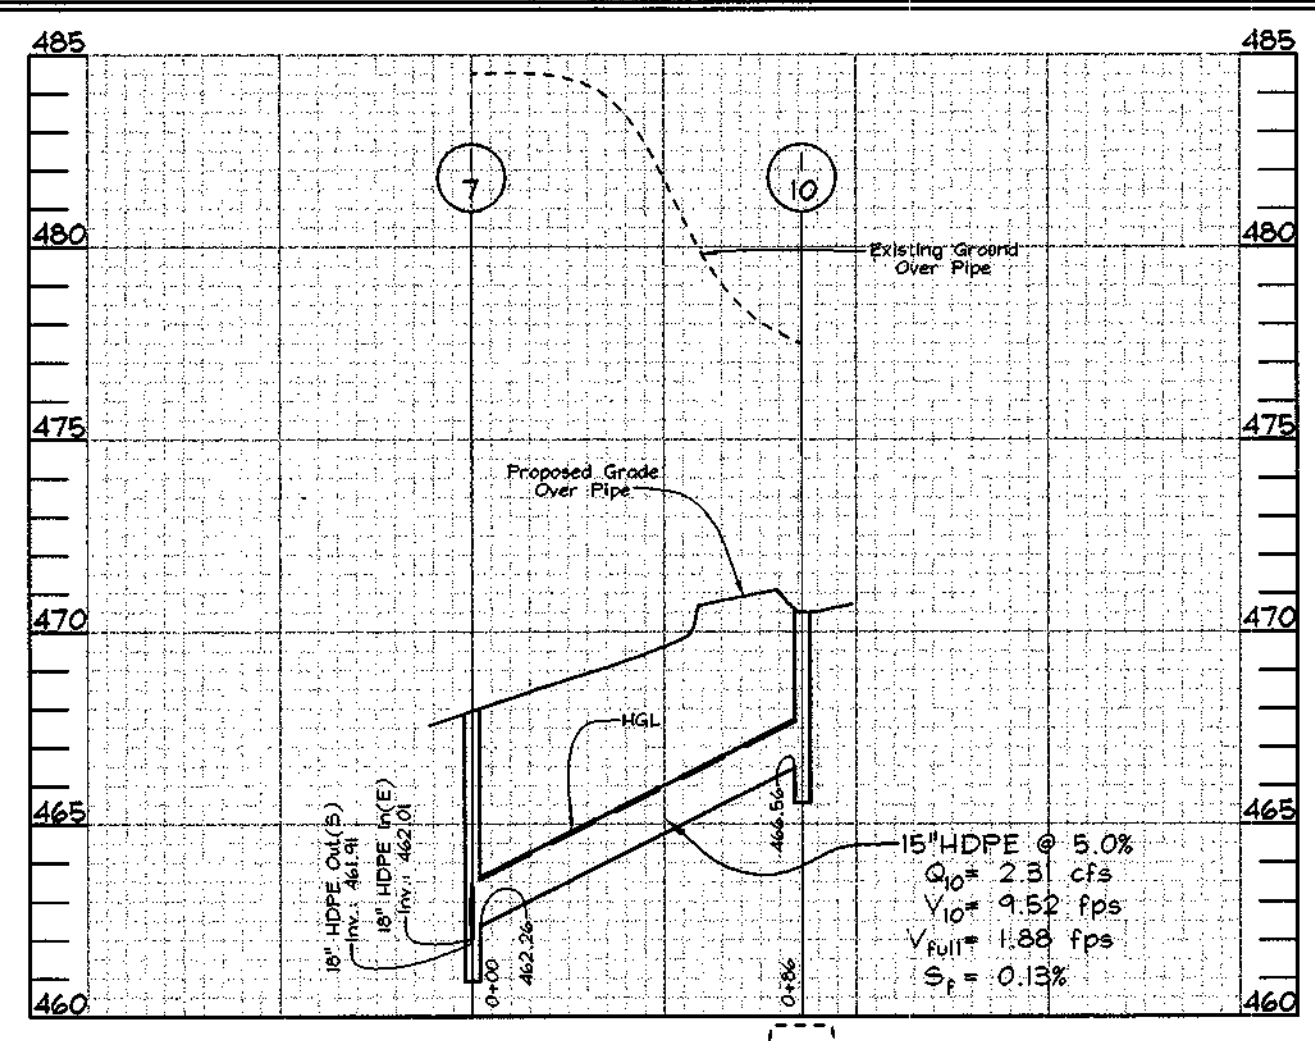 485
485
7
10
480
480
Existing Ground
Over Pipe
475
475
Proposed Grade
Over Pipe
470
470
HGL
465
465
18" HDPE Out(S)
Inv.: 461.91
18" HDPE In(E)
Inv.: 462.01
466.56
15"HDPE @ 5.0%
Q10= 2.31 cfs
V10= 9.52 fps
Vfull= 1.88 fps
Sf = 0.13%
462.26
0+00
0+86
460
460